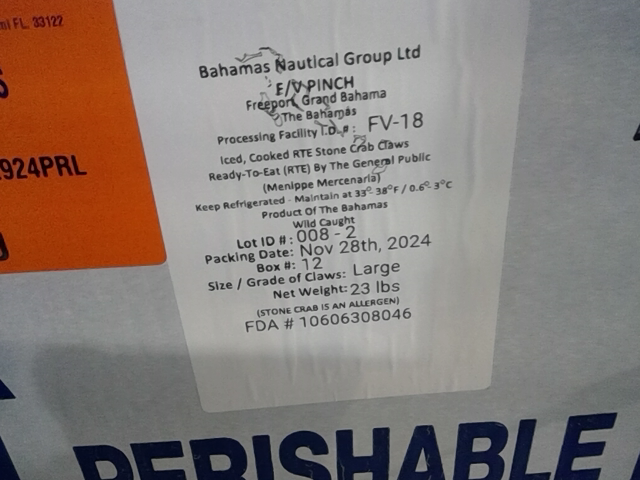 FL 33122
924PRL
Bahamas Nautical Group Ltd
F/V PINCH
Freeport, Grand Bahama
The Bahamas
Processing Facility I.D. #: FV-18
Iced, Cooked RTE Stone Crab Claws
Ready-To-Eat (RTE) By The General Public
(Menippe Mercenaria)
Keep Refrigerated - Maintain at 33°- 38°F / 0.6°- 3°C
Product Of The Bahamas
Wild Caught
Lot ID #: 008 - 2
Packing Date: Nov 28th, 2024
Box #: 12
Size / Grade of Claws: Large
Net Weight: 23 lbs
(STONE CRAB IS AN ALLERGEN)
FDA # 10606308046
PERISHABLE